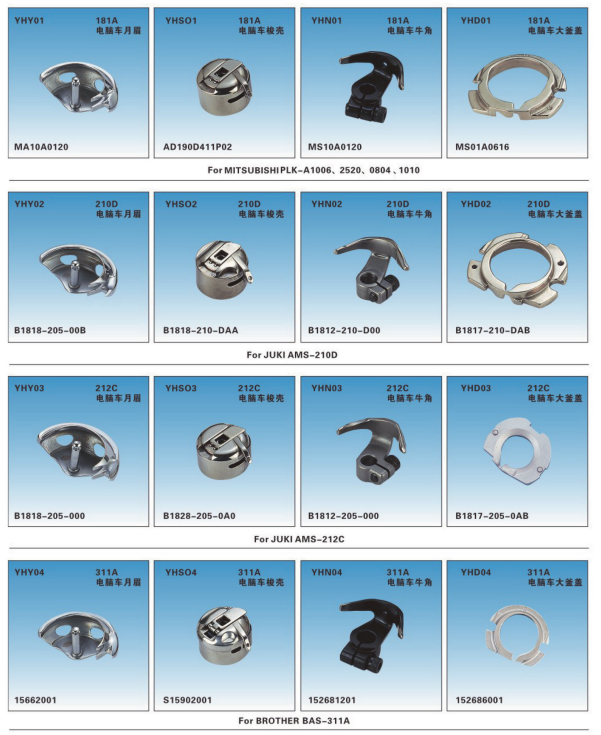 YHY01 181A
电脑车月眉
MA10A0120
YHSO1 181A
电脑车梭壳
AD190D411P02
YHN01 181A
电脑车牛角
MS10A0120
YHD01 181A
电脑车大釜盖
MS01A0616
For MITSUBISHI PLK-A1006、2520、0804、1010
YHY02 210D
电脑车月眉
B1818-205-00B
YHSO2 210D
电脑车梭壳
B1818-210-DAA
YHN02 210D
电脑车牛角
B1812-210-D00
YHD02 210D
电脑车大釜盖
B1817-210-DAB
For JUKI AMS-210D
YHY03 212C
电脑车月眉
B1818-205-000
YHSO3 212C
电脑车梭壳
B1828-205-0A0
YHN03 212C
电脑车牛角
B1812-205-000
YHD03 212C
电脑车大釜盖
B1817-205-0AB
For JUKI AMS-212C
YHY04 311A
电脑车月眉
15662001
YHSO4 311A
电脑车梭壳
S15902001
YHN04 311A
电脑车牛角
152681201
YHD04 311A
电脑车大釜盖
152686001
For BROTHER BAS-311A